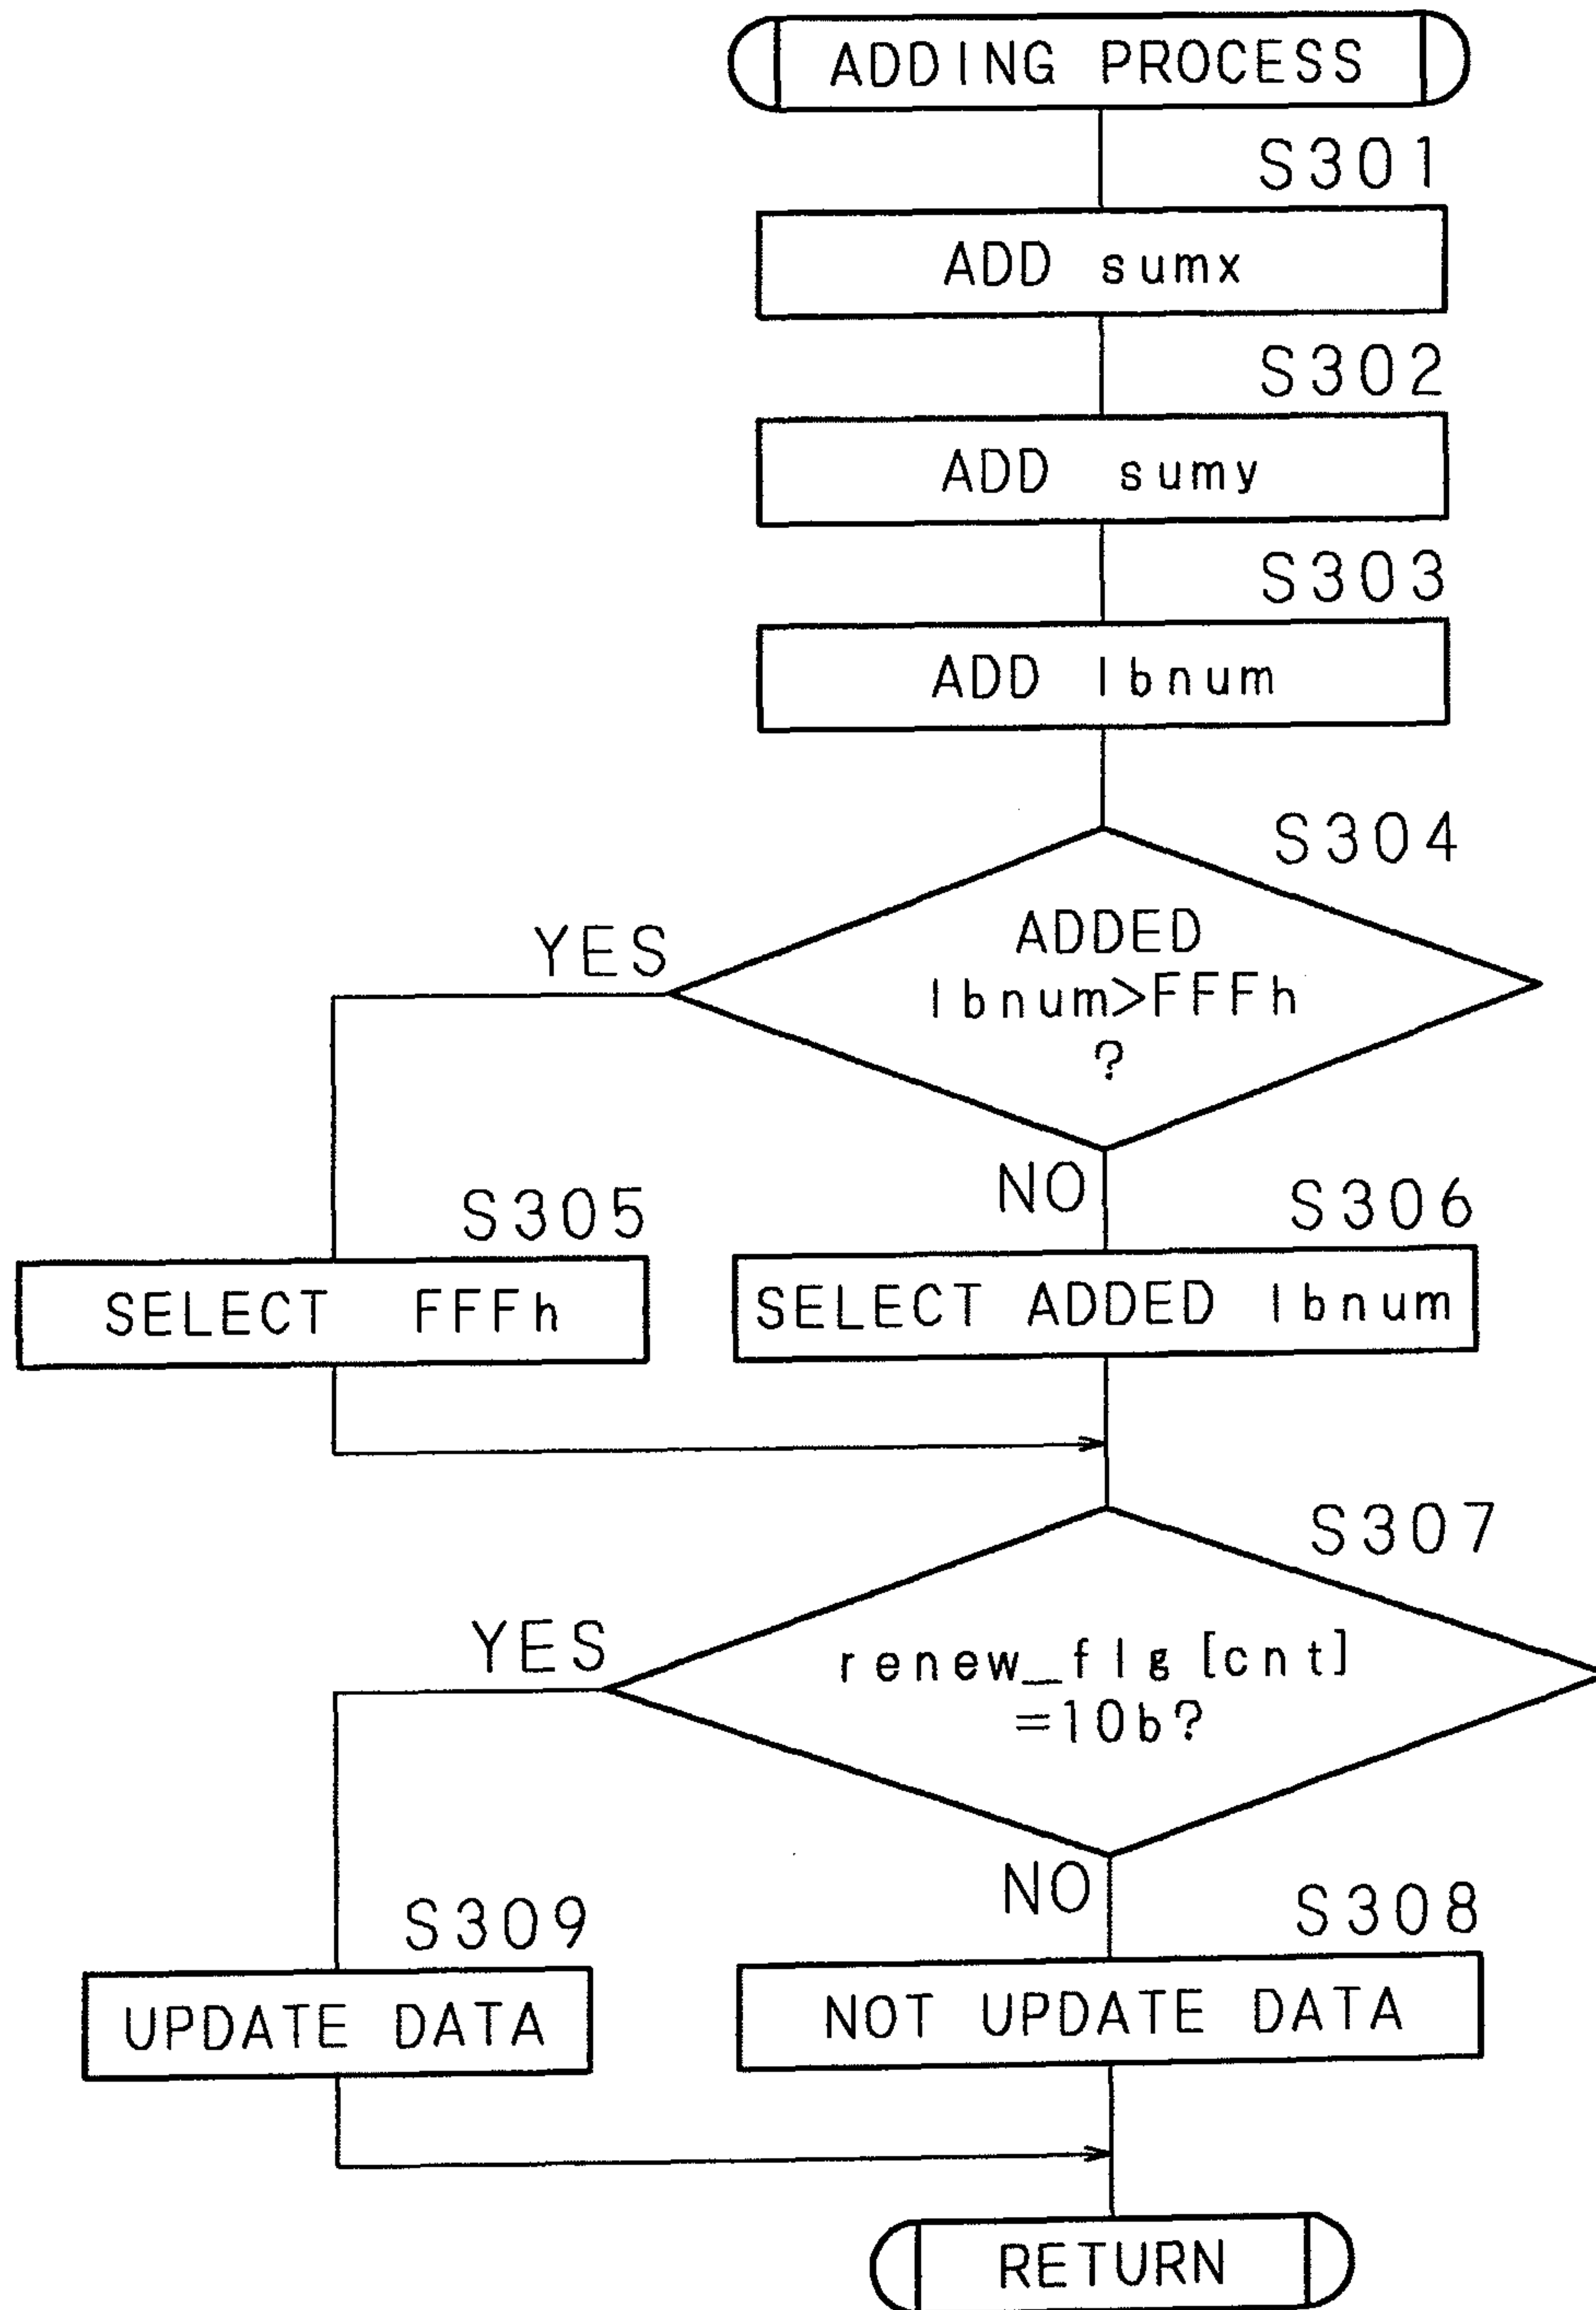 ADDING PROCESS
S301
ADD sumx
S302
ADD sumy
S303
ADD lbnum
S304
ADDED
lbnum>FFFh
?
YES
NO
S305
SELECT FFFh
S306
SELECT ADDED lbnum
S307
renew_flg[cnt]
=10b?
YES
NO
S309
UPDATE DATA
S308
NOT UPDATE DATA
RETURN